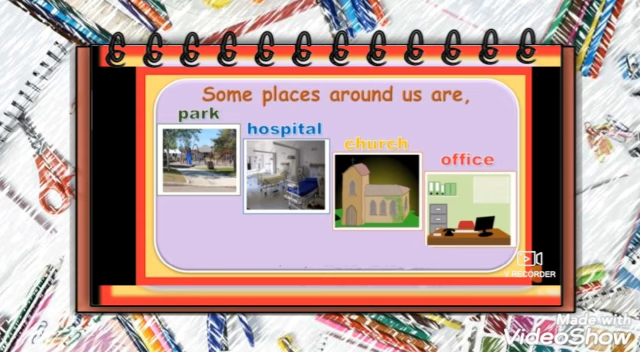 Some places around us are,
park
hospital
church
office
RECORDER
Made with
VideoShow